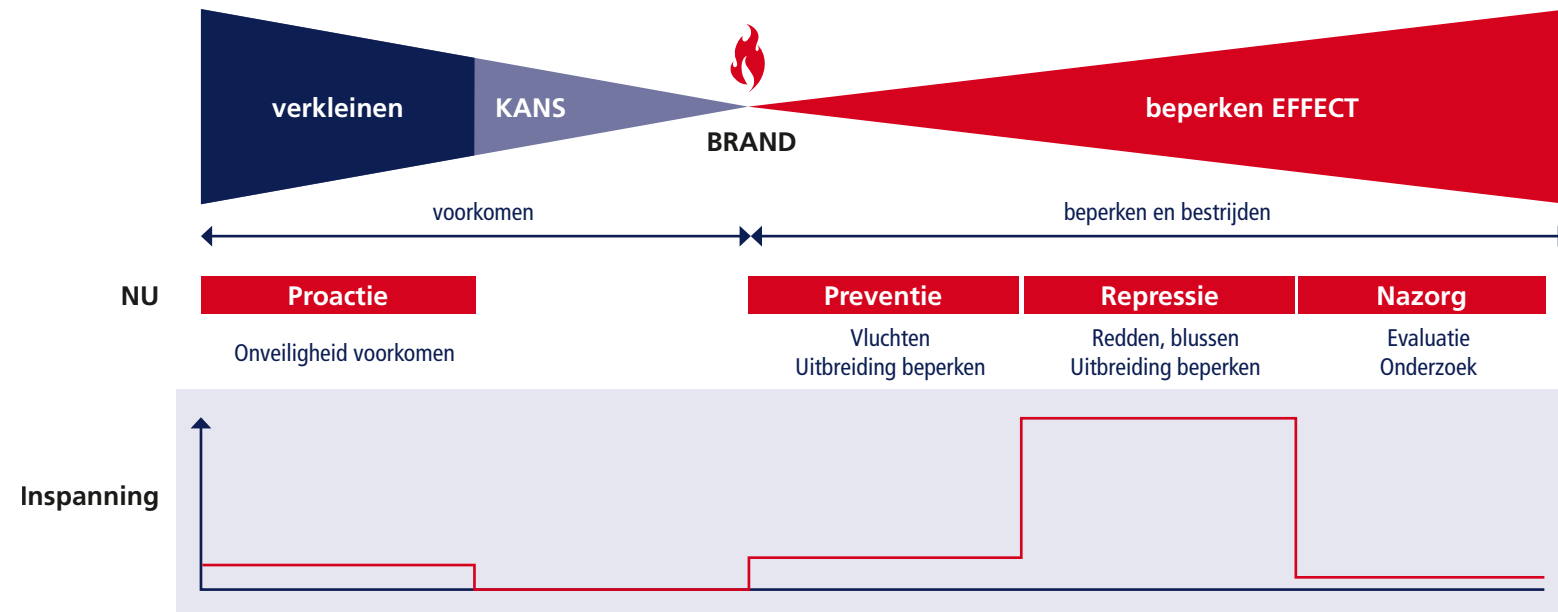 verkleinen
KANS
beperken EFFECT
BRAND
voorkomen
beperken en bestrijden
NU
Proactie
Preventie
Repressie
Nazorg
Onveiligheid voorkomen
Vluchten
Uitbreiding beperken
Redden, blussen
Uitbreiding beperken
Evaluatie
Onderzoek
Inspanning